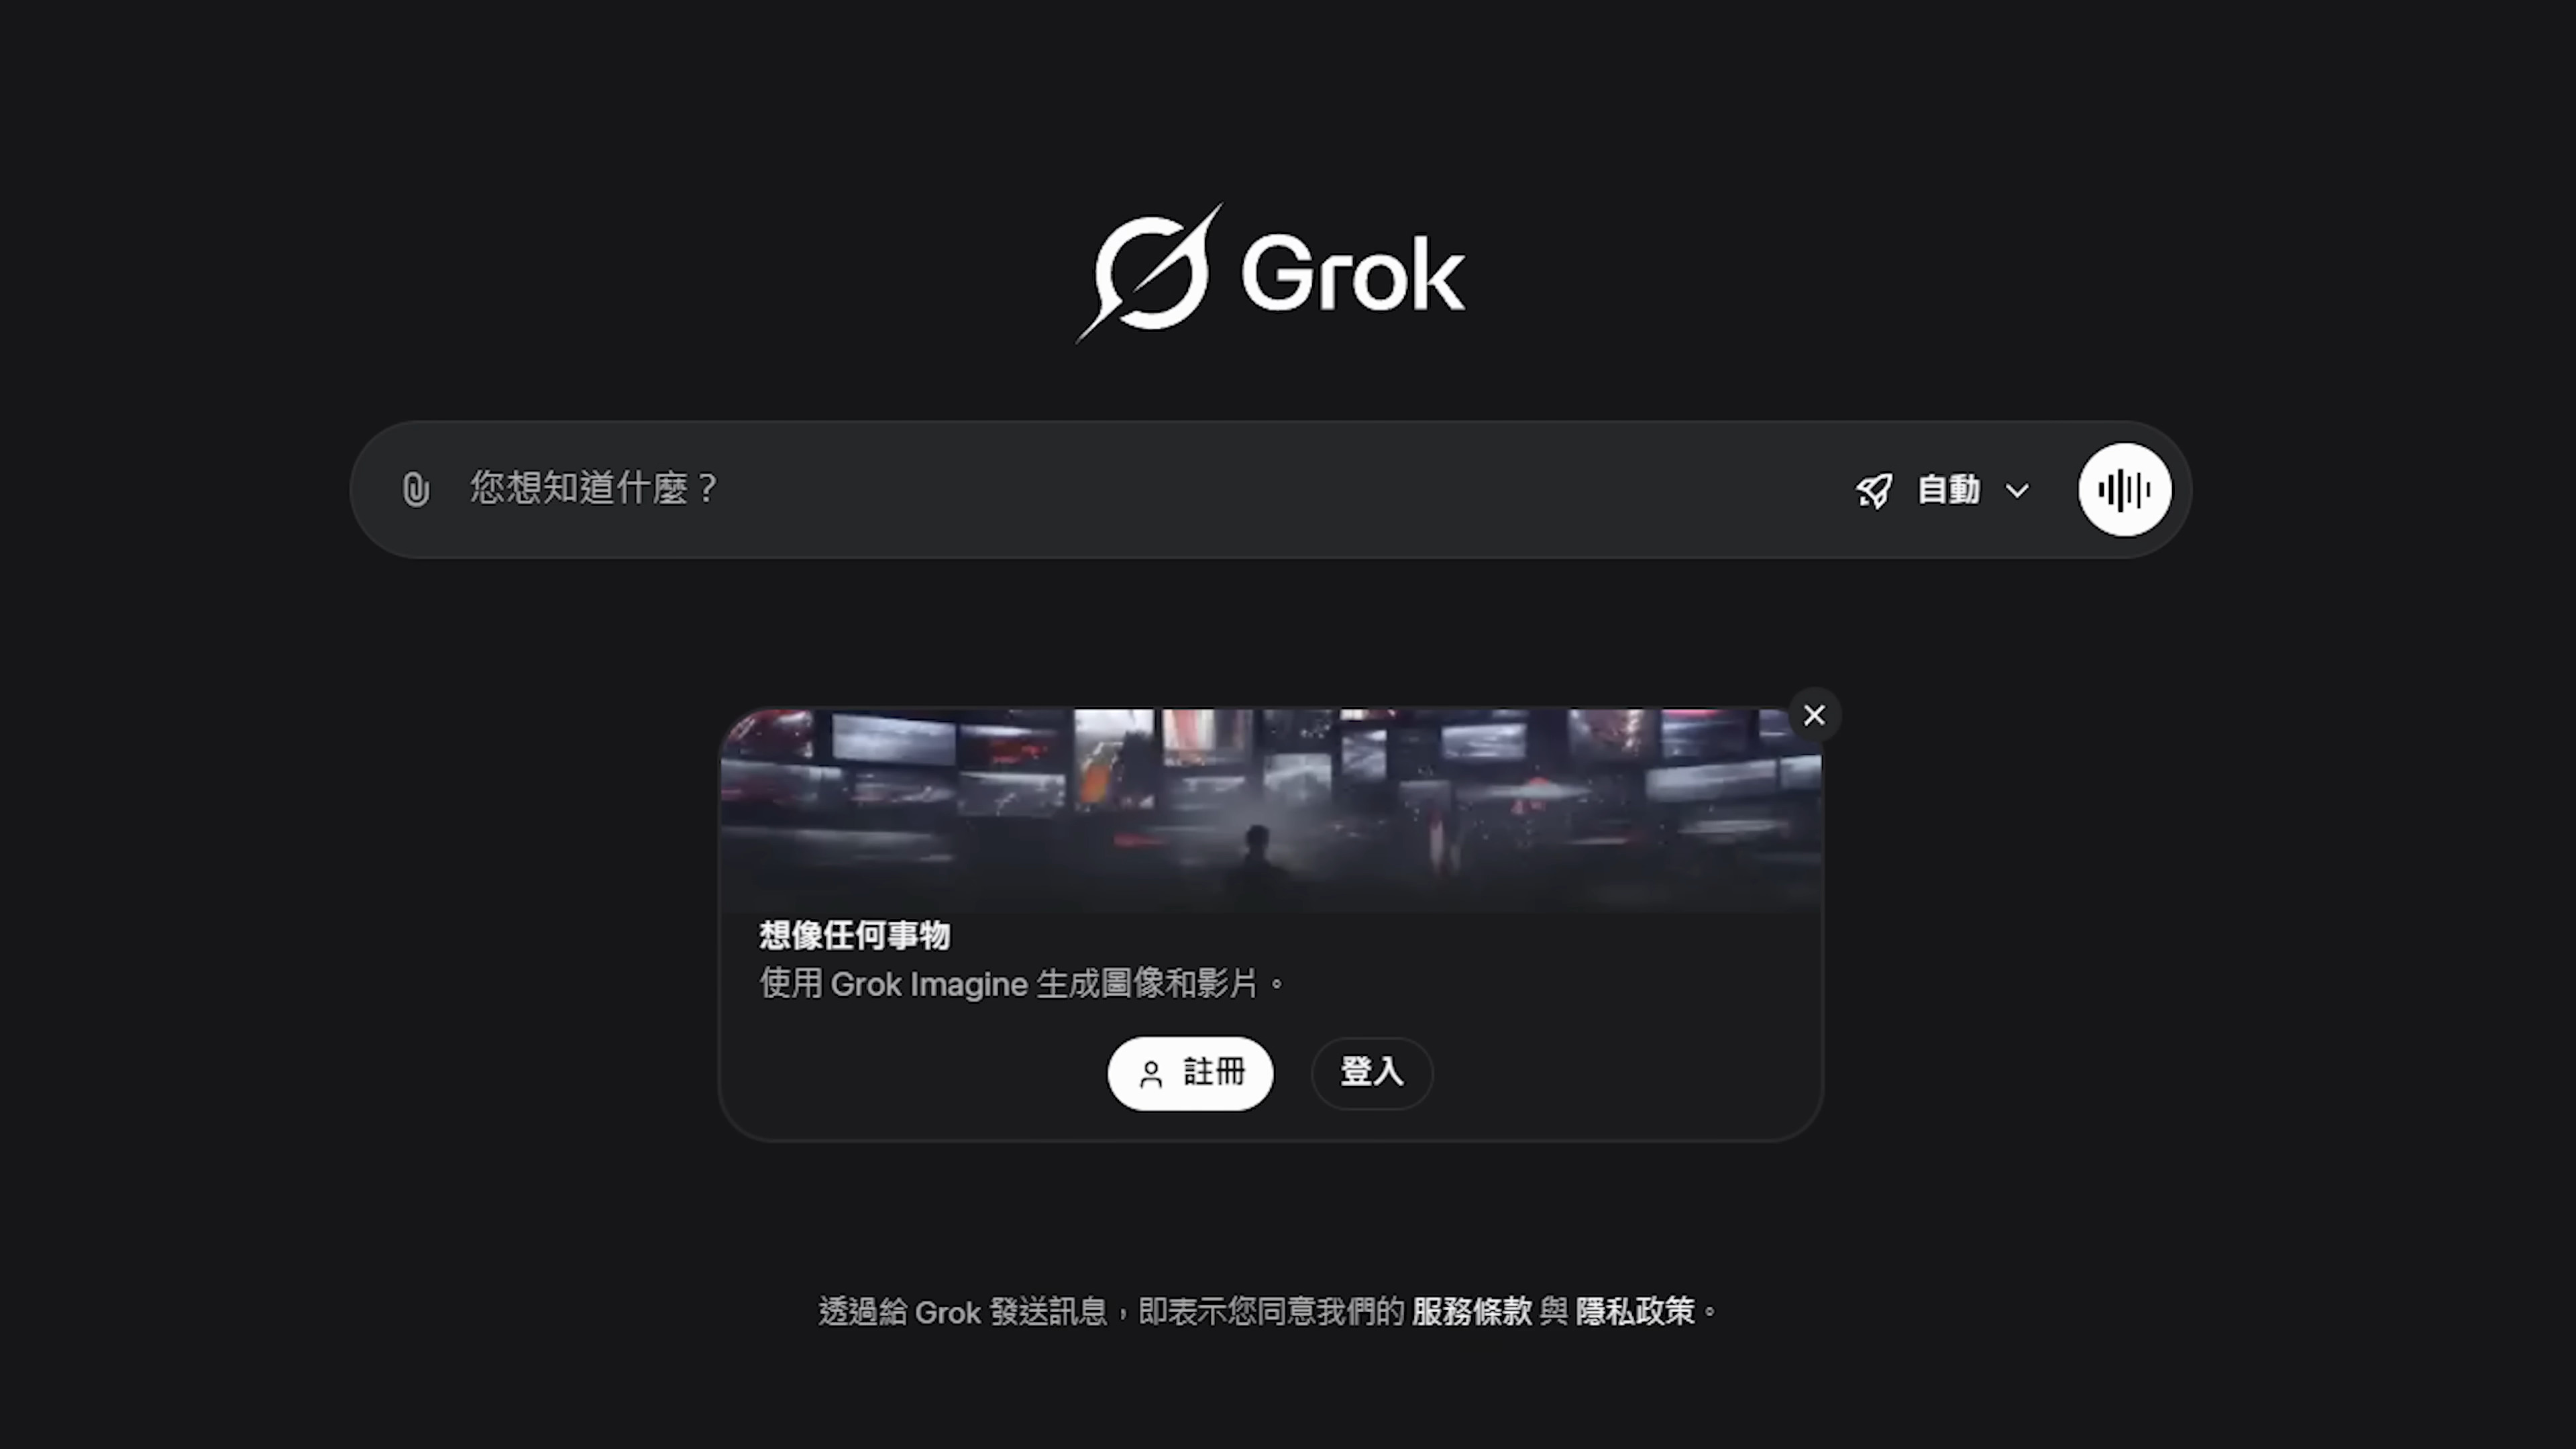 Grok
您想知道什麼？
自動
想像任何事物
使用 Grok Imagine 生成圖像和影片。
註冊
登入
透過給 Grok 發送訊息，即表示您同意我們的 服務條款 與 隱私政策。